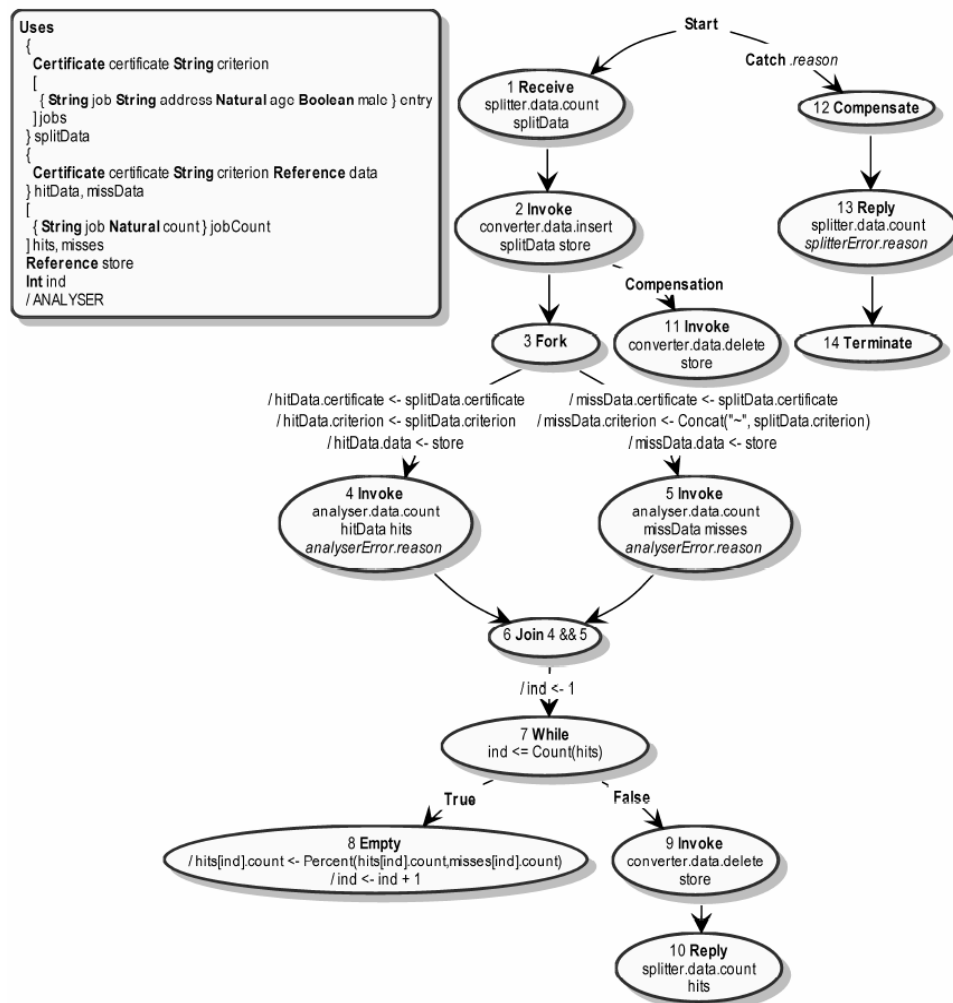 Uses
{
Certificate certificate String criterion
[
{ String job String address Natural age Boolean male } entry
] jobs
} splitData
{
Certificate certificate String criterion Reference data
} hitData, missData
[
{ String job Natural count } jobCount
] hits, misses
Reference store
Int ind
/ ANALYSER
Start
Catch .reason
1 Receive
splitter.data.count
splitData
12 Compensate
2 Invoke
converter.data.insert
splitData store
13 Reply
splitter.data.count
splitterError.reason
Compensation
3 Fork
11 Invoke
converter.data.delete
store
14 Terminate
/ hitData.certificate <- splitData.certificate
/ hitData.criterion <- splitData.criterion
/ hitData.data <- store
/ missData.certificate <- splitData.certificate
/ missData.criterion <- Concat("~", splitData.criterion)
/ missData.data <- store
4 Invoke
analyser.data.count
hitData hits
analyserError.reason
5 Invoke
analyser.data.count
missData misses
analyserError.reason
6 Join 4 && 5
/ ind <- 1
7 While
ind <= Count(hits)
True
False
8 Empty
/ hits[ind].count <- Percent(hits[ind].count,misses[ind].count)
/ ind <- ind + 1
9 Invoke
converter.data.delete
store
10 Reply
splitter.data.count
hits